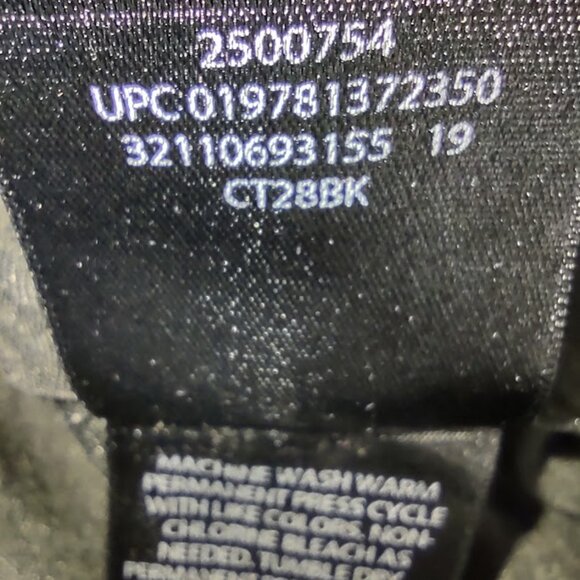 2500754
UPC:019781372350
32110693155 19
CT28BK
MACHINE WASH WARM
PERMANENT PRESS CYCLE
WITH LIKE COLORS. NON-
CHLORINE BLEACH AS
NEEDED. TUMBLE DRY
PERMANENT